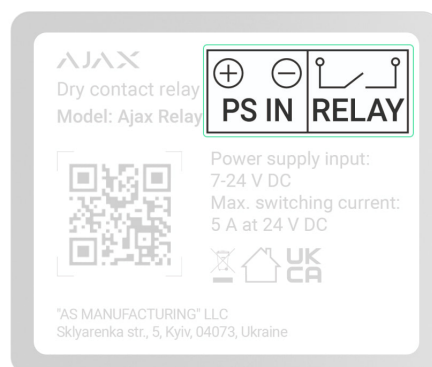 AJAX
Dry contact relay
Model: Ajax Relay
PS IN
RELAY
Power supply input:
7-24 V DC
Max. switching current:
5 A at 24 V DC
UK
CA
"AS MANUFACTURING" LLC
Sklyarenka str., 5, Kyiv, 04073, Ukraine